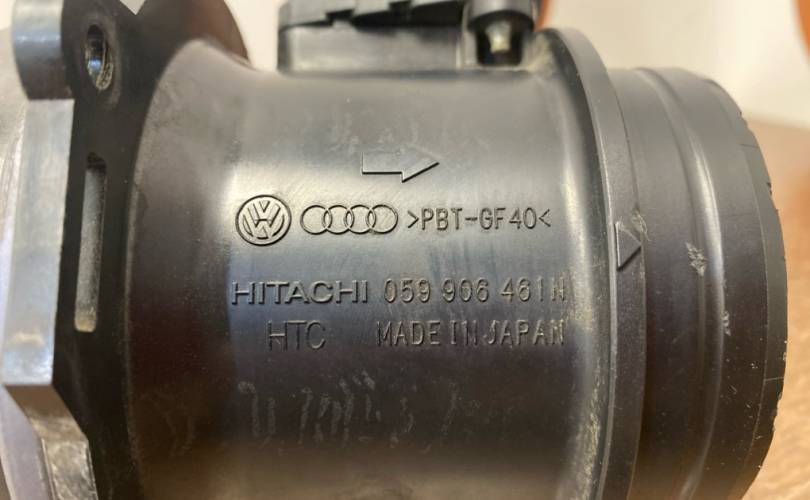 >PBT-GF40<
HITACHI 059 906 461N
HTC MADE IN JAPAN